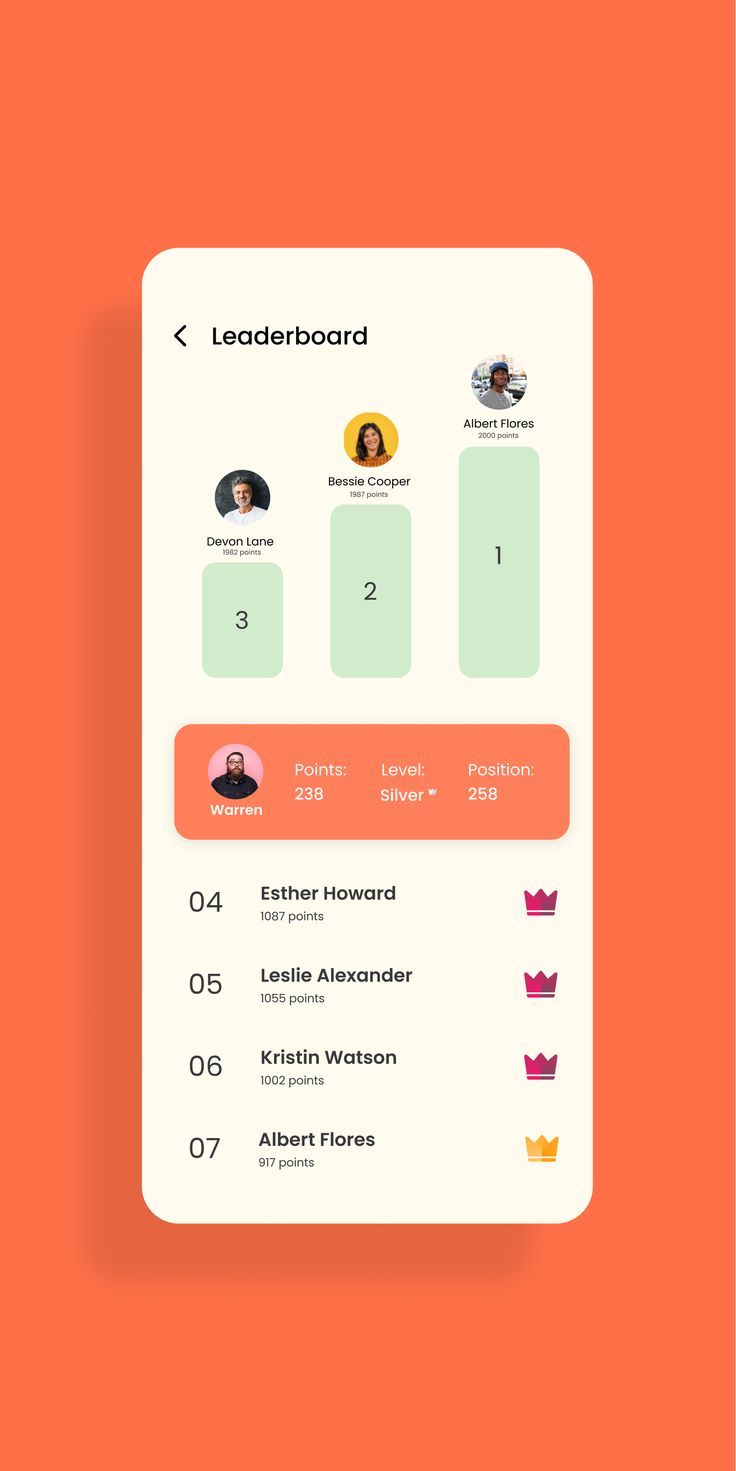 Leaderboard
Albert Flores
2000 points
Bessie Cooper
1987 points
Devon Lane
1982 points
3
2
1
Warren
Points:
238
Level:
Silver
Position:
258
04
Esther Howard
1087 points
05
Leslie Alexander
1055 points
06
Kristin Watson
1002 points
07
Albert Flores
917 points